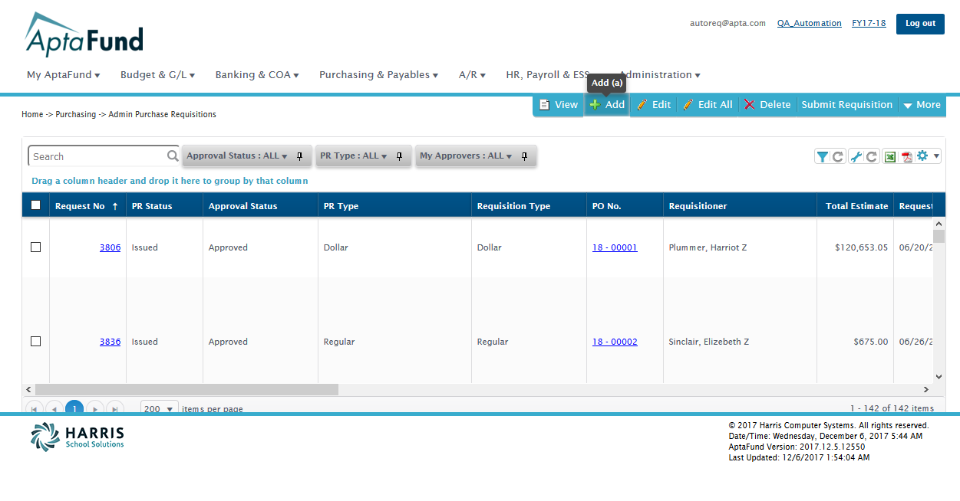 AptaFund
autoreq@apta.com QA_Automation FY17-18 Log out
My AptaFund Budget & G/L Banking & COA Purchasing & Payables A/R HR, Payroll & ESS Administration
Add (a)
View Add Edit Edit All Delete Submit Requisition More
Home -> Purchasing -> Admin Purchase Requisitions
Search Approval Status : ALL PR Type : ALL My Approvers : ALL
Drag a column header and drop it here to group by that column
Request No ↑ PR Status Approval Status PR Type Requisition Type PO No. Requisitioner Total Estimate Request
3806 Issued Approved Dollar Dollar 18 - 00001 Plummer, Harriot Z $120,653.05 06/20/2
3836 Issued Approved Regular Regular 18 - 00002 Sinclair, Elizebeth Z $675.00 06/26/2
1 200 items per page 1 - 142 of 142 items
HARRIS
School Solutions
© 2017 Harris Computer Systems. All rights reserved.
Date/Time: Wednesday, December 6, 2017 5:44 AM
AptaFund Version: 2017.12.5.12550
Last Updated: 12/6/2017 1:54:04 AM